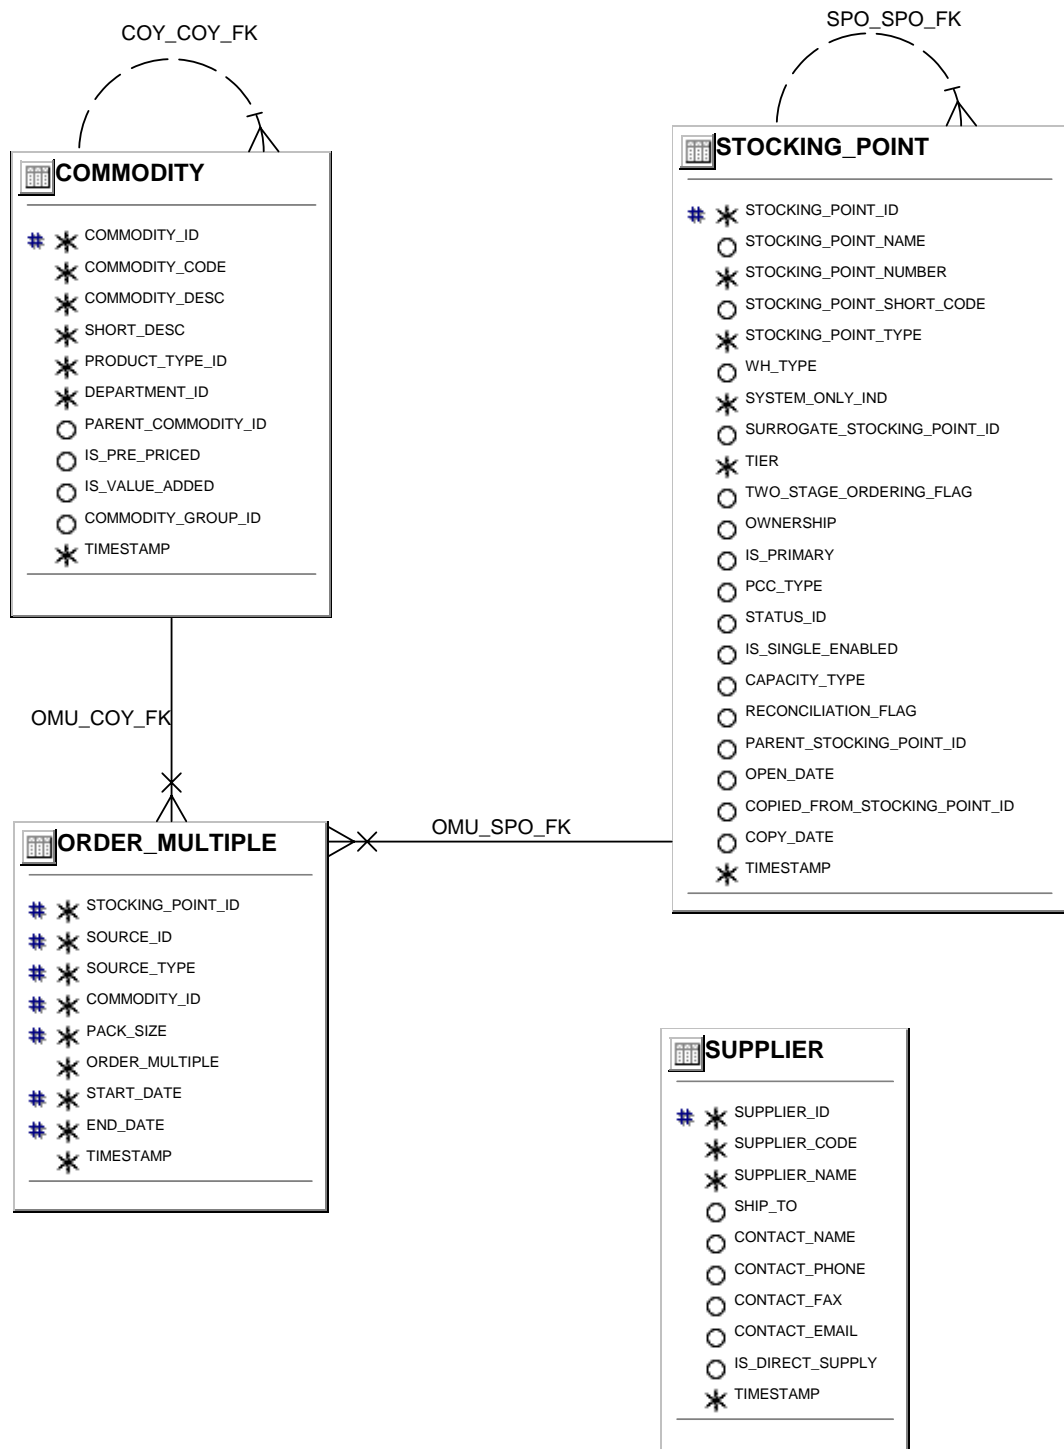 COY_COY_FK
SPO_SPO_FK
COMMODITY
# * COMMODITY_ID
* COMMODITY_CODE
* COMMODITY_DESC
* SHORT_DESC
* PRODUCT_TYPE_ID
* DEPARTMENT_ID
O PARENT_COMMODITY_ID
O IS_PRE_PRICED
O IS_VALUE_ADDED
O COMMODITY_GROUP_ID
* TIMESTAMP
STOCKING_POINT
# * STOCKING_POINT_ID
O STOCKING_POINT_NAME
* STOCKING_POINT_NUMBER
O STOCKING_POINT_SHORT_CODE
* STOCKING_POINT_TYPE
O WH_TYPE
* SYSTEM_ONLY_IND
O SURROGATE_STOCKING_POINT_ID
* TIER
O TWO_STAGE_ORDERING_FLAG
O OWNERSHIP
O IS_PRIMARY
O PCC_TYPE
O STATUS_ID
O IS_SINGLE_ENABLED
O CAPACITY_TYPE
O RECONCILIATION_FLAG
O PARENT_STOCKING_POINT_ID
O OPEN_DATE
O COPIED_FROM_STOCKING_POINT_ID
O COPY_DATE
* TIMESTAMP
OMU_COY_FK
OMU_SPO_FK
ORDER_MULTIPLE
# * STOCKING_POINT_ID
# * SOURCE_ID
# * SOURCE_TYPE
# * COMMODITY_ID
# * PACK_SIZE
* ORDER_MULTIPLE
# * START_DATE
# * END_DATE
* TIMESTAMP
SUPPLIER
# * SUPPLIER_ID
* SUPPLIER_CODE
* SUPPLIER_NAME
O SHIP_TO
O CONTACT_NAME
O CONTACT_PHONE
O CONTACT_FAX
O CONTACT_EMAIL
O IS_DIRECT_SUPPLY
* TIMESTAMP